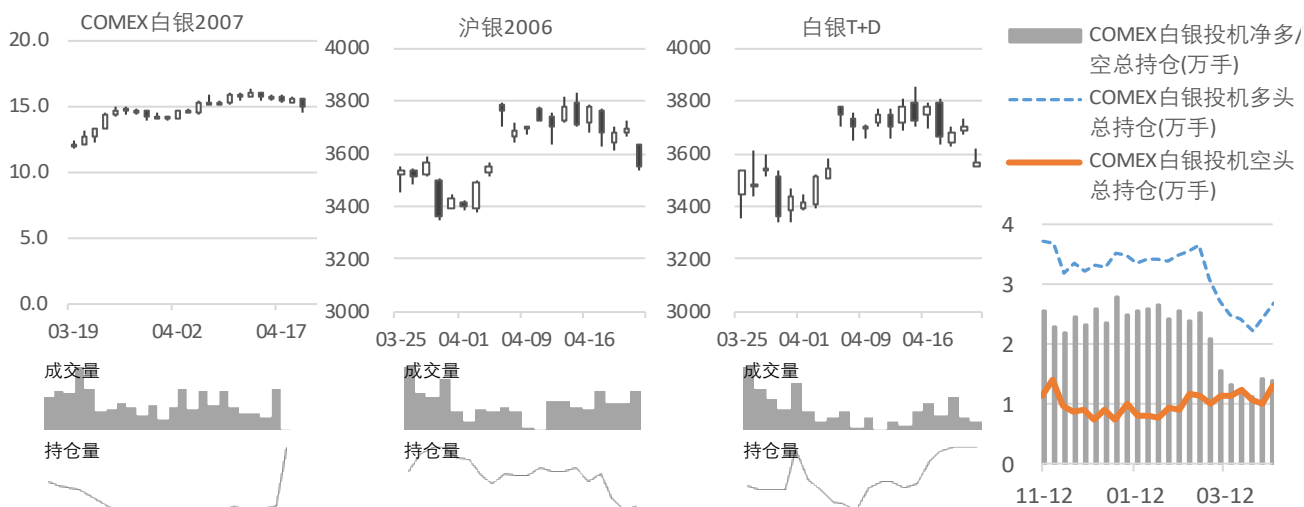 COMEX白银2007
20.0
15.0
10.0
5.0
0.0
03-19
04-02
04-17
成交量
持仓量
沪银2006
4000
3800
3600
3400
3200
3000
03-25
04-01
04-09
04-16
成交量
持仓量
白银T+D
4000
3800
3600
3400
3200
3000
03-25
04-01
04-09
04-16
成交量
持仓量
COMEX白银投机净多/
空总持仓(万手)
COMEX白银投机多头
总持仓(万手)
COMEX白银投机空头
总持仓(万手)
4
3
2
1
0
11-12
01-12
03-12